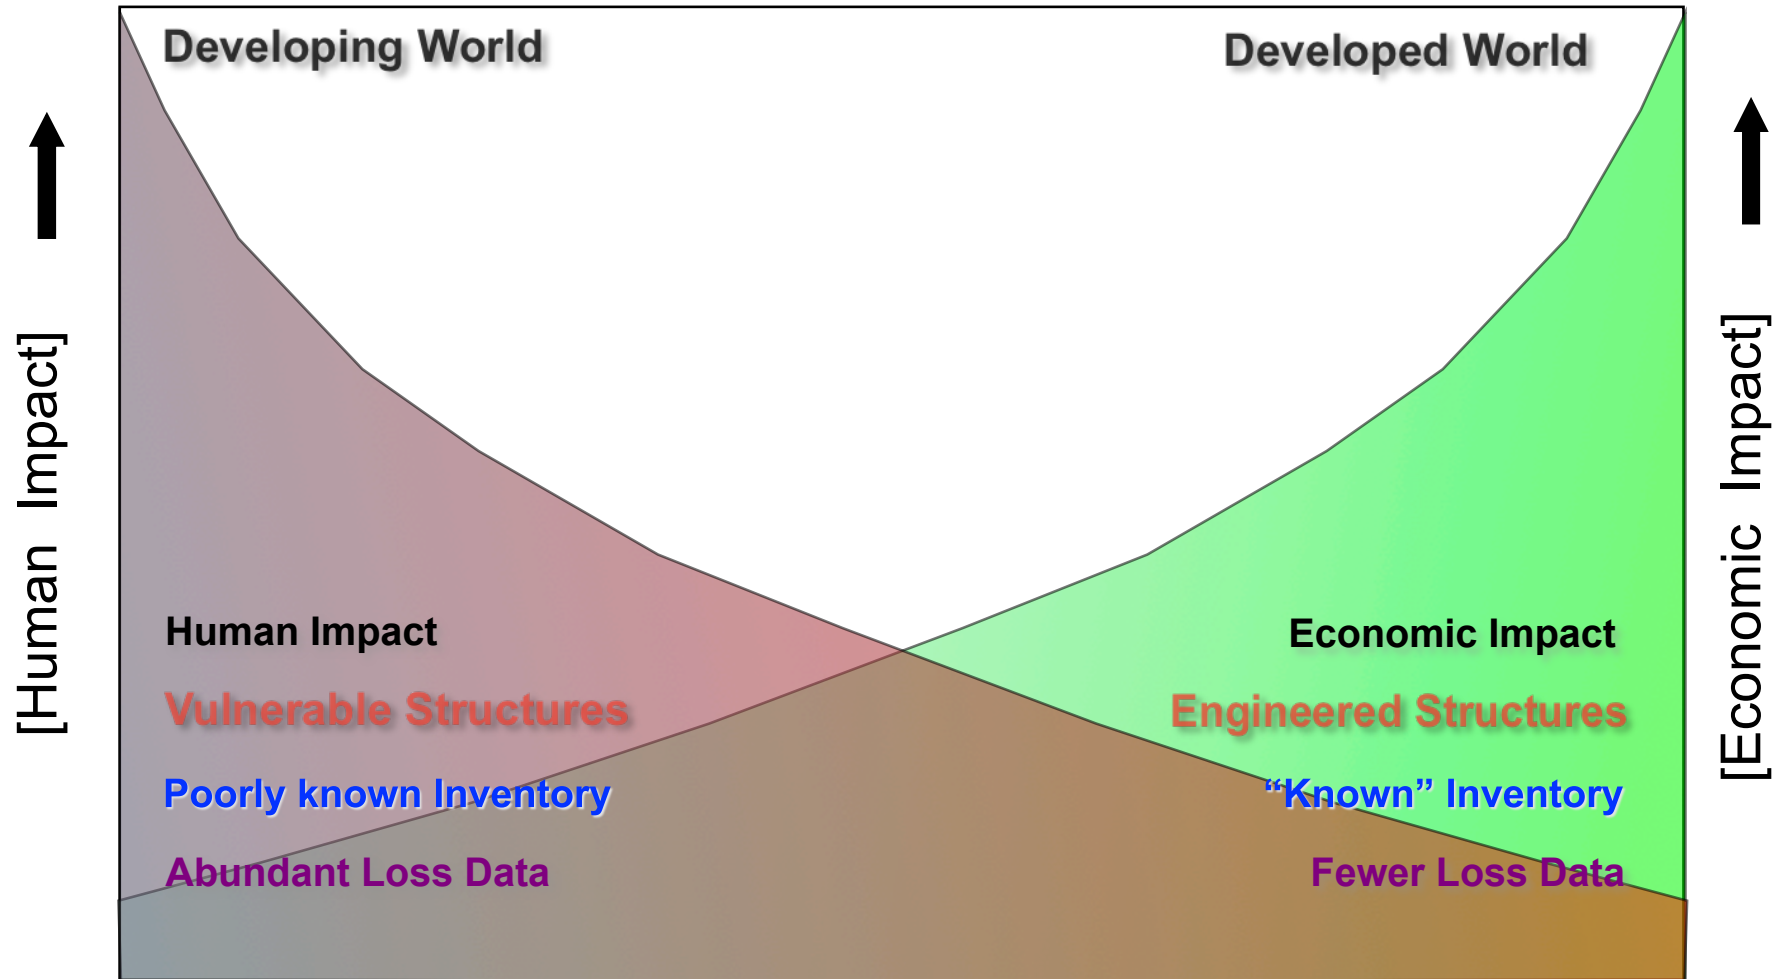 Developing World
Developed World
[Human Impact]
[Economic Impact]
Human Impact
Economic Impact
Vulnerable Structures
Engineered Structures
Poorly known Inventory
“Known” Inventory
Abundant Loss Data
Fewer Loss Data